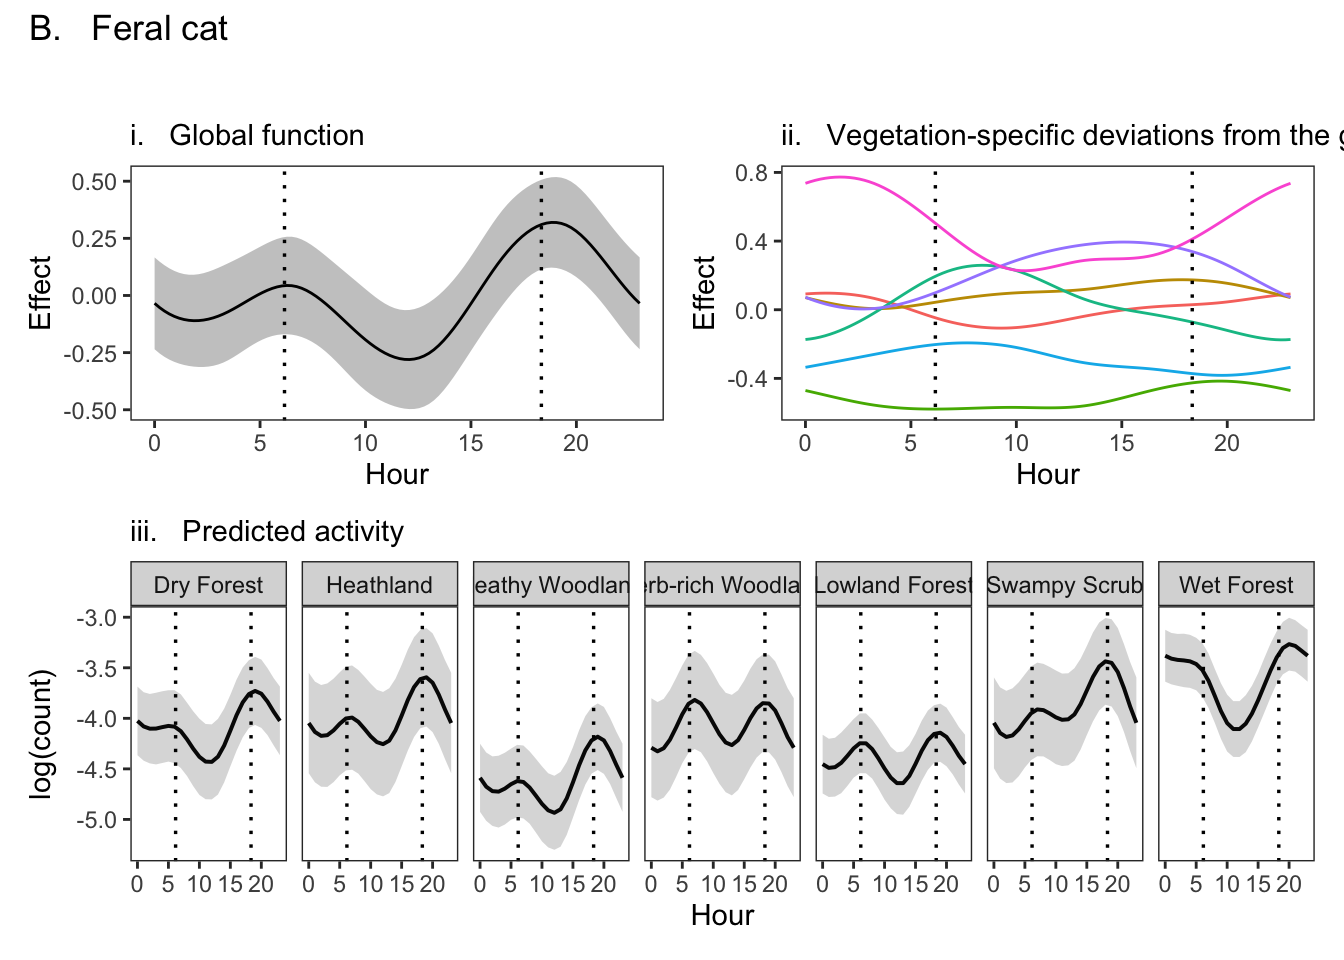 B. Feral cat
i. Global function
ii. Vegetation-specific deviations from the
0.50
0.25
0.00
-0.25
-0.50
Effect
0 5 10 15 20
Hour
0.8
0.4
0.0
-0.4
Effect
0 5 10 15 20
Hour
iii. Predicted activity
Dry Forest
Heathland
eathy Woodlan
erb-rich Woodla
Lowland Forest
Swampy Scrub
Wet Forest
-3.0
-3.5
-4.0
-4.5
-5.0
log(count)
0 5 10 15 20
0 5 10 15 20
0 5 10 15 20
0 5 10 15 20
0 5 10 15 20
0 5 10 15 20
0 5 10 15 20
Hour